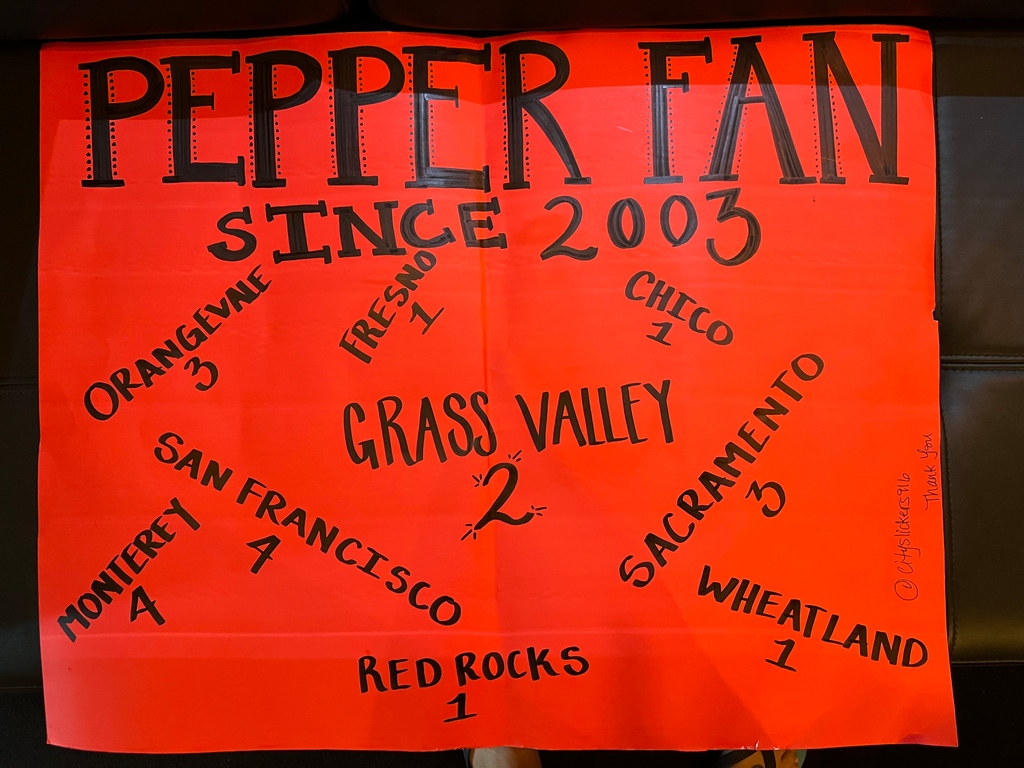 PEPPER FAN
SINCE 2003
ORANGEVALE
3
FRESNO
1
CHICO
1
GRASS VALLEY
2
SACRAMENTO
3
SAN FRANCISCO
4
MONTEREY
4
WHEATLAND
1
RED ROCKS
1
@Cityslickers916
Thank You